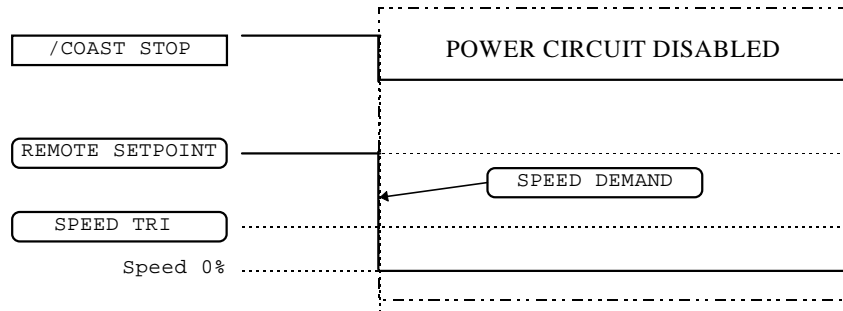 /COAST STOP
POWER CIRCUIT DISABLED
REMOTE SETPOINT
SPEED DEMAND
SPEED TRI
Speed 0%